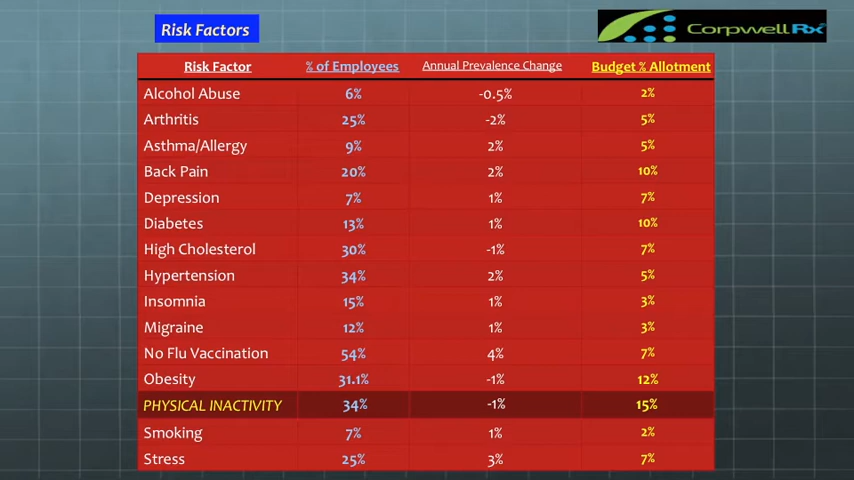 Risk Factors
Corpwell Rx
Risk Factor % of Employees Annual Prevalence Change Budget % Allotment
Alcohol Abuse 6% -0.5% 2%
Arthritis 25% -2% 5%
Asthma/Allergy 9% 2% 5%
Back Pain 20% 2% 10%
Depression 7% 1% 7%
Diabetes 13% 1% 10%
High Cholesterol 30% -1% 7%
Hypertension 34% 2% 5%
Insomnia 15% 1% 3%
Migraine 12% 1% 3%
No Flu Vaccination 54% 4% 7%
Obesity 31.1% -1% 12%
PHYSICAL INACTIVITY 34% -1% 15%
Smoking 7% 1% 2%
Stress 25% 3% 7%